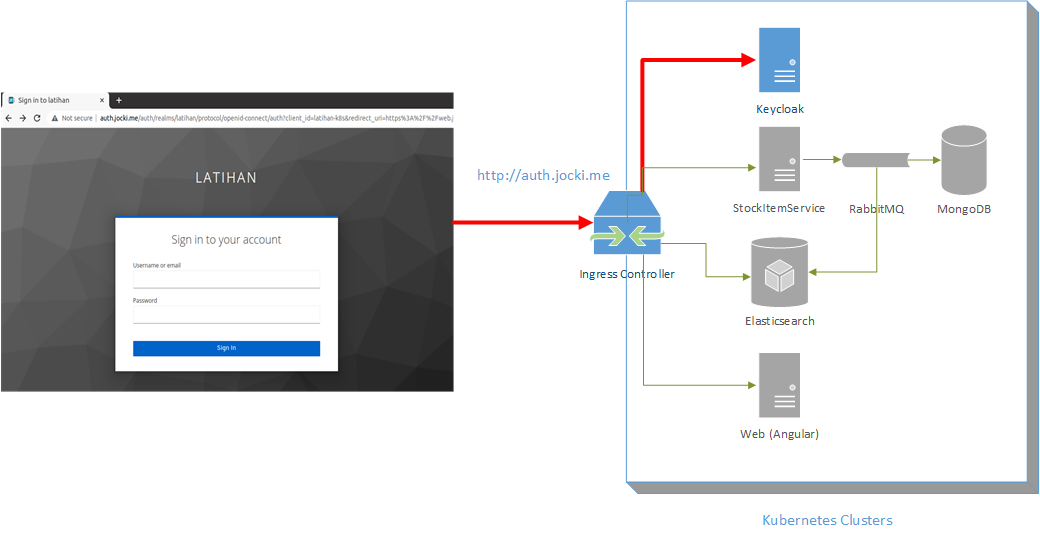 Sign in to latihan
Not secure | auth.jocki.me/auth/realms/latihan/protocol/openid-connect/auth?client_id=latihan-k8s&redirect_uri=https%3A%2F%2Fweb.j
LATIHAN
Sign in to your account
Username or email
Password
Sign In
http://auth.jocki.me
Ingress Controller
Keycloak
StockItemService
RabbitMQ
MongoDB
Elasticsearch
Web (Angular)
Kubernetes Clusters